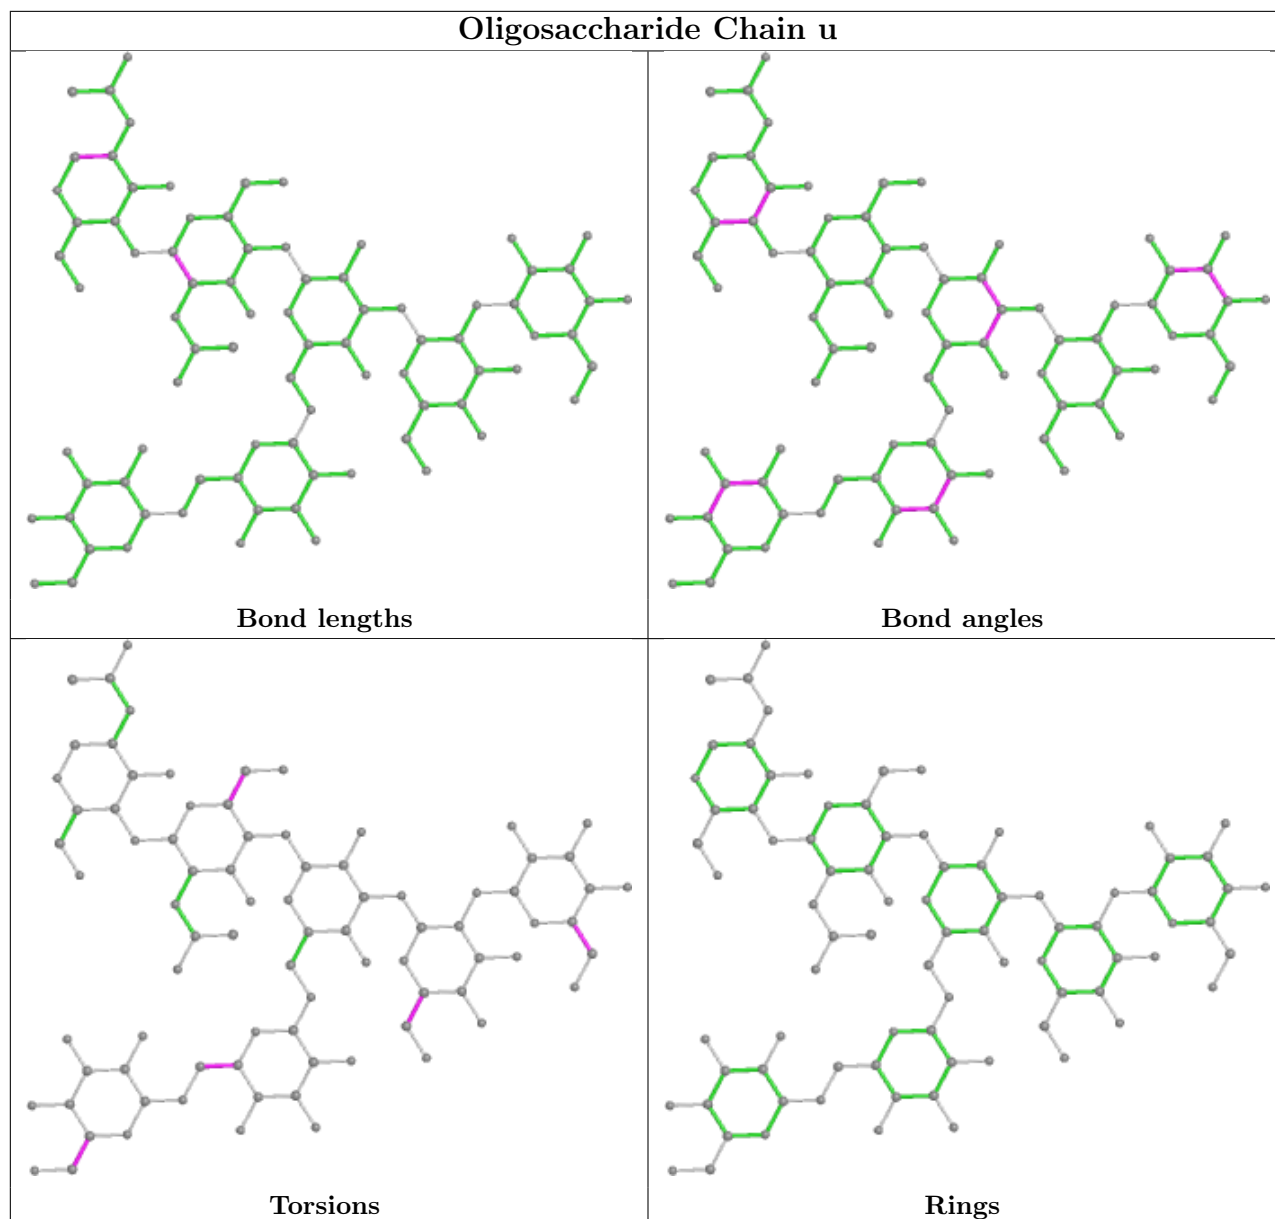 Oligosaccharide Chain u
Bond lengths
Bond angles
Torsions
Rings